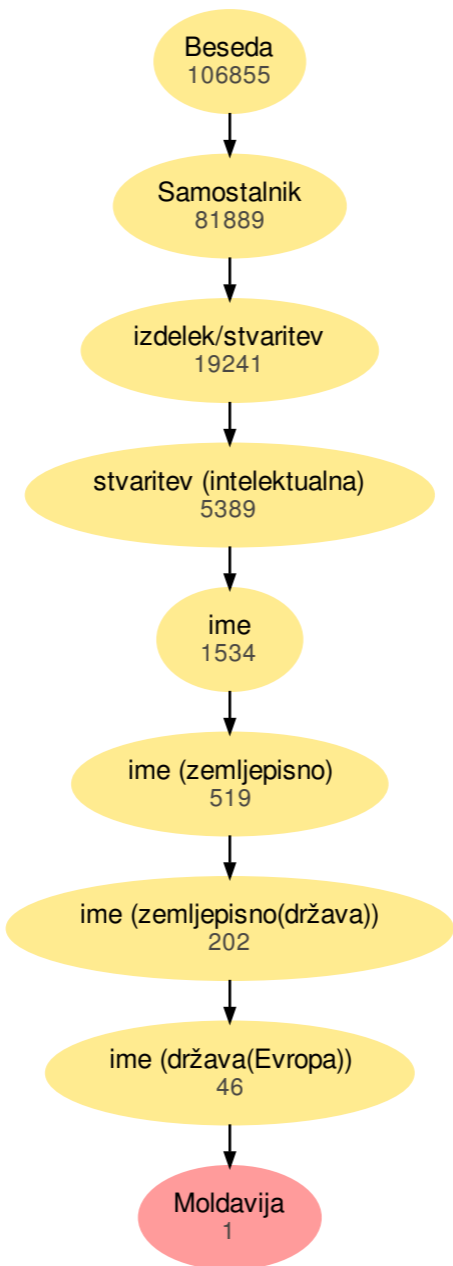 Beseda
106855
Samostalnik
81889
izdelek/stvaritev
19241
stvaritev (intelektualna)
5389
ime
1534
ime (zemljepisno)
519
ime (zemljepisno(država))
202
ime (država(Evropa))
46
Moldavija
1